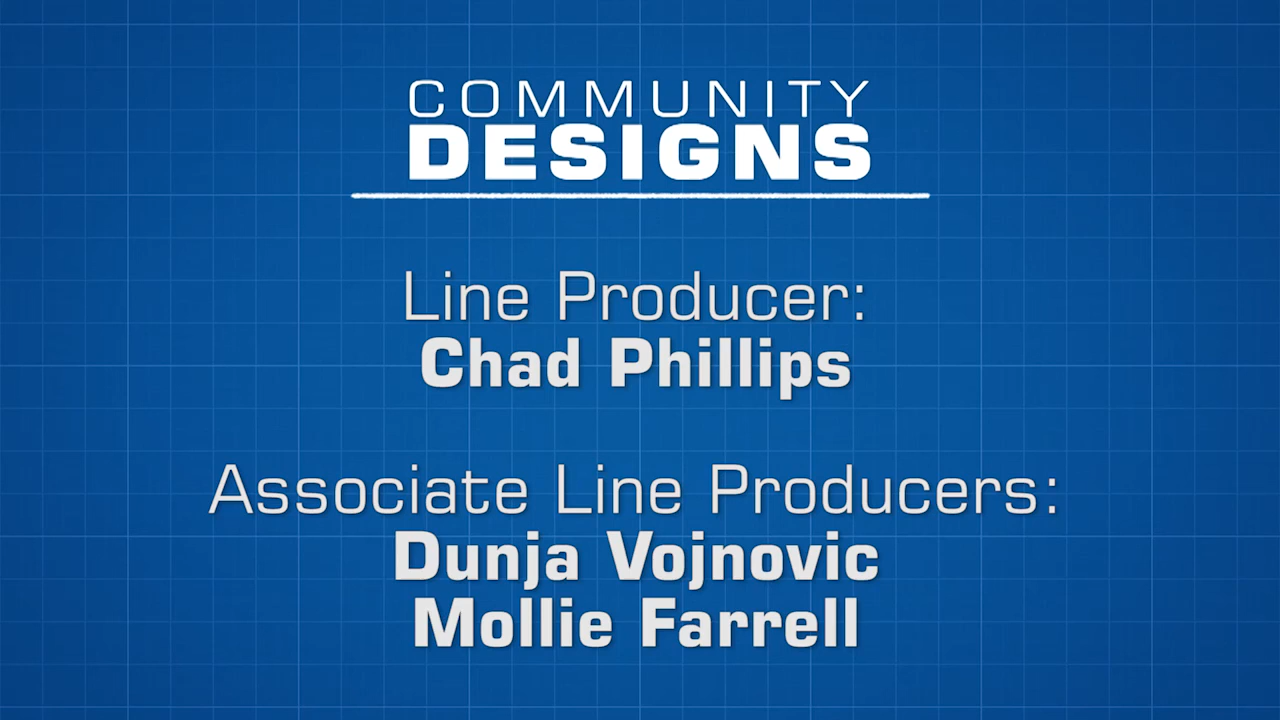 COMMUNITY
DESIGNS
Line Producer:
Chad Phillips
Associate Line Producers:
Dunja Vojnovic
Mollie Farrell